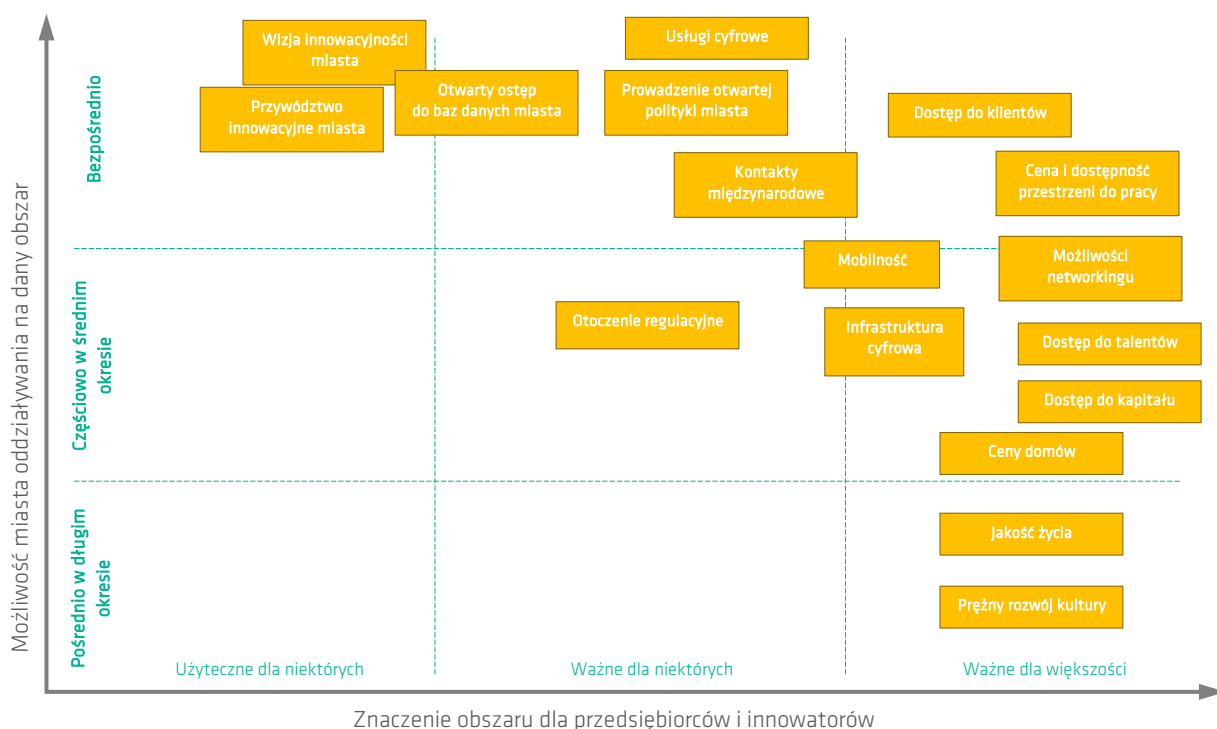 Możliwość miasta oddziaływania na dany obszar
Bezpośrednio
Częściowo w średnim
okresie
Pośrednio w długim
okresie
Wizja innowacyjności
miasta
Usługi cyfrowe
Przywództwo
innowacyjne miasta
Otwarty ostęp
do baz danych miasta
Prowadzenie otwartej
polityki miasta
Dostęp do klientów
Kontakty
międzynarodowe
Cena i dostępność
przestrzeni do pracy
Mobilność
Możliwości
networkingu
Otoczenie regulacyjne
Infrastruktura
cyfrowa
Dostęp do talentów
Dostęp do kapitału
Ceny domów
Jakość życia
Prężny rozwój kultury
Użyteczne dla niektórych
Ważne dla niektórych
Ważne dla większości
Znaczenie obszaru dla przedsiębiorców i innowatorów